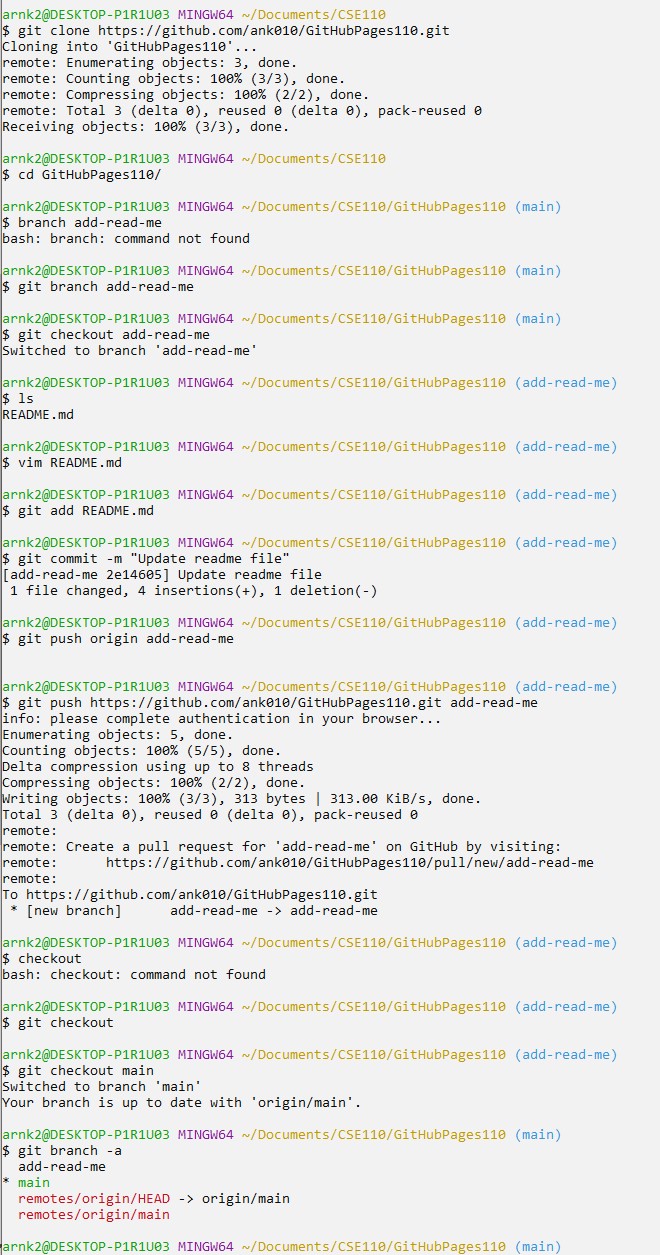 arnk2@DESKTOP-P1R1U03 MINGW64 ~/Documents/CSE110
$ git clone https://github.com/ank010/GitHubPages110.git
Cloning into 'GitHubPages110'...
remote: Enumerating objects: 3, done.
remote: Counting objects: 100% (3/3), done.
remote: Compressing objects: 100% (2/2), done.
remote: Total 3 (delta 0), reused 0 (delta 0), pack-reused 0
Receiving objects: 100% (3/3), done.
arnk2@DESKTOP-P1R1U03 MINGW64 ~/Documents/CSE110
$ cd GitHubPages110/
arnk2@DESKTOP-P1R1U03 MINGW64 ~/Documents/CSE110/GitHubPages110 (main)
$ branch add-read-me
bash: branch: command not found
arnk2@DESKTOP-P1R1U03 MINGW64 ~/Documents/CSE110/GitHubPages110 (main)
$ git branch add-read-me
arnk2@DESKTOP-P1R1U03 MINGW64 ~/Documents/CSE110/GitHubPages110 (main)
$ git checkout add-read-me
Switched to branch 'add-read-me'
arnk2@DESKTOP-P1R1U03 MINGW64 ~/Documents/CSE110/GitHubPages110 (add-read-me)
$ ls
README.md
arnk2@DESKTOP-P1R1U03 MINGW64 ~/Documents/CSE110/GitHubPages110 (add-read-me)
$ vim README.md
arnk2@DESKTOP-P1R1U03 MINGW64 ~/Documents/CSE110/GitHubPages110 (add-read-me)
$ git add README.md
arnk2@DESKTOP-P1R1U03 MINGW64 ~/Documents/CSE110/GitHubPages110 (add-read-me)
$ git commit -m "Update readme file"
[add-read-me 2e14605] Update readme file
 1 file changed, 4 insertions(+), 1 deletion(-)
arnk2@DESKTOP-P1R1U03 MINGW64 ~/Documents/CSE110/GitHubPages110 (add-read-me)
$ git push origin add-read-me
arnk2@DESKTOP-P1R1U03 MINGW64 ~/Documents/CSE110/GitHubPages110 (add-read-me)
$ git push https://github.com/ank010/GitHubPages110.git add-read-me
info: please complete authentication in your browser...
Enumerating objects: 5, done.
Counting objects: 100% (5/5), done.
Delta compression using up to 8 threads
Compressing objects: 100% (2/2), done.
Writing objects: 100% (3/3), 313 bytes | 313.00 KiB/s, done.
Total 3 (delta 0), reused 0 (delta 0), pack-reused 0
remote:
remote: Create a pull request for 'add-read-me' on GitHub by visiting:
remote:      https://github.com/ank010/GitHubPages110/pull/new/add-read-me
remote:
To https://github.com/ank010/GitHubPages110.git
 * [new branch]      add-read-me -> add-read-me
arnk2@DESKTOP-P1R1U03 MINGW64 ~/Documents/CSE110/GitHubPages110 (add-read-me)
$ checkout
bash: checkout: command not found
arnk2@DESKTOP-P1R1U03 MINGW64 ~/Documents/CSE110/GitHubPages110 (add-read-me)
$ git checkout
arnk2@DESKTOP-P1R1U03 MINGW64 ~/Documents/CSE110/GitHubPages110 (add-read-me)
$ git checkout main
Switched to branch 'main'
Your branch is up to date with 'origin/main'.
arnk2@DESKTOP-P1R1U03 MINGW64 ~/Documents/CSE110/GitHubPages110 (main)
$ git branch -a
  add-read-me
* main
  remotes/origin/HEAD -> origin/main
  remotes/origin/main
arnk2@DESKTOP-P1R1U03 MINGW64 ~/Documents/CSE110/GitHubPages110 (main)